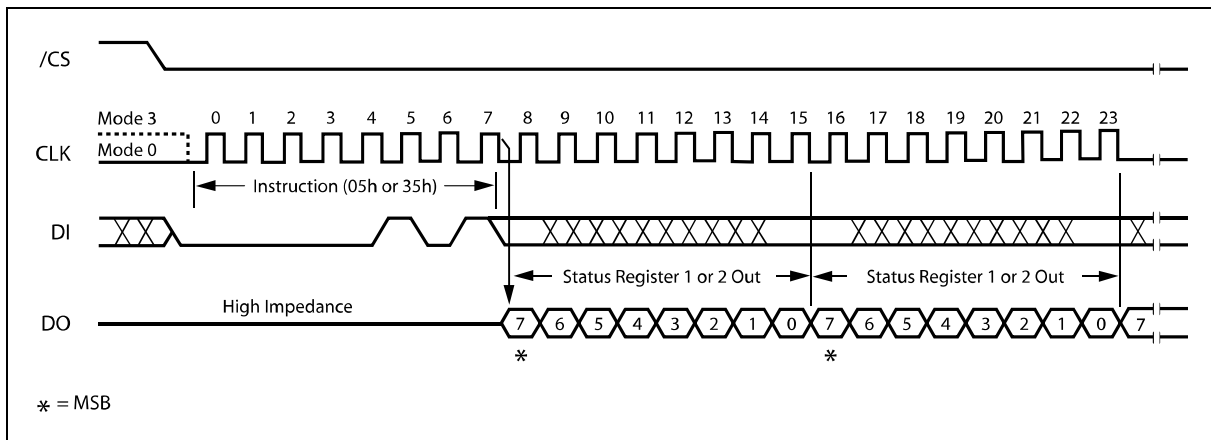 /CS
Mode 3
0 1 2 3 4 5 6 7 8 9 10 11 12 13 14 15 16 17 18 19 20 21 22 23
CLK
Mode 0
Instruction (05h or 35h)
DI
Status Register 1 or 2 Out
Status Register 1 or 2 Out
High Impedance
DO
7 6 5 4 3 2 1 0 7 6 5 4 3 2 1 0 7
* *
* = MSB